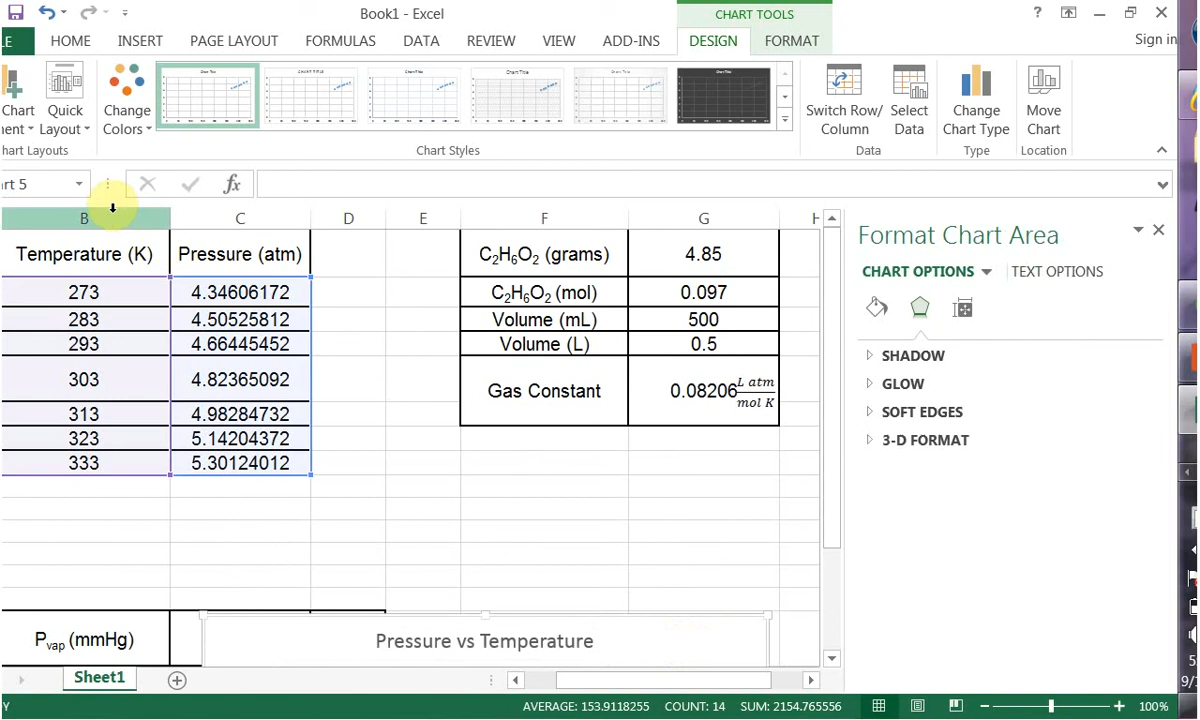 Book1 - Excel
CHART TOOLS
?
HOME INSERT PAGE LAYOUT FORMULAS DATA REVIEW VIEW ADD-INS DESIGN FORMAT Sign in
Quick Layout
Change Colors
Switch Row/ Column
Select Data
Change Chart Type
Move Chart
Chart Styles
Data
Type
Location
fx
B C D E F G H
Temperature (K) Pressure (atm) C₂H₆O₂ (grams) 4.85
273 4.34606172 C₂H₆O₂ (mol) 0.097
283 4.50525812 Volume (mL) 500
293 4.66445452 Volume (L) 0.5
303 4.82365092 Gas Constant 0.08206 L atm / mol K
313 4.98284732
323 5.14204372
333 5.30124012
Pvap (mmHg)
Pressure vs Temperature
Format Chart Area
CHART OPTIONS TEXT OPTIONS
SHADOW
GLOW
SOFT EDGES
3-D FORMAT
Sheet1
AVERAGE: 153.9118255 COUNT: 14 SUM: 2154.765556 100%